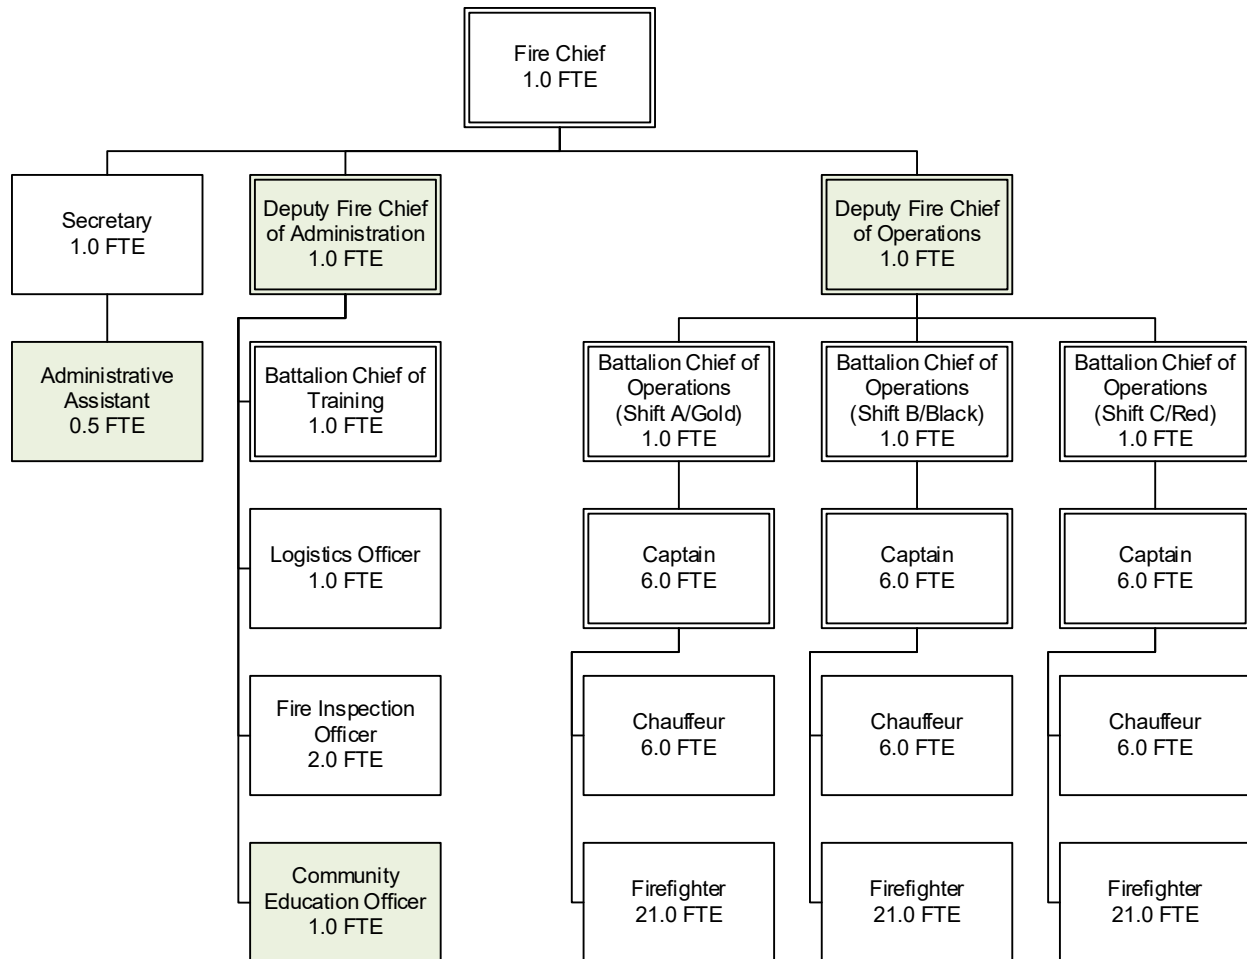 Fire Chief
1.0 FTE
Secretary
1.0 FTE
Deputy Fire Chief
of Administration
1.0 FTE
Deputy Fire Chief
of Operations
1.0 FTE
Administrative
Assistant
0.5 FTE
Battalion Chief of
Training
1.0 FTE
Battalion Chief of
Operations
(Shift A/Gold)
1.0 FTE
Battalion Chief of
Operations
(Shift B/Black)
1.0 FTE
Battalion Chief of
Operations
(Shift C/Red)
1.0 FTE
Logistics Officer
1.0 FTE
Captain
6.0 FTE
Captain
6.0 FTE
Captain
6.0 FTE
Fire Inspection
Officer
2.0 FTE
Chauffeur
6.0 FTE
Chauffeur
6.0 FTE
Chauffeur
6.0 FTE
Community
Education Officer
1.0 FTE
Firefighter
21.0 FTE
Firefighter
21.0 FTE
Firefighter
21.0 FTE